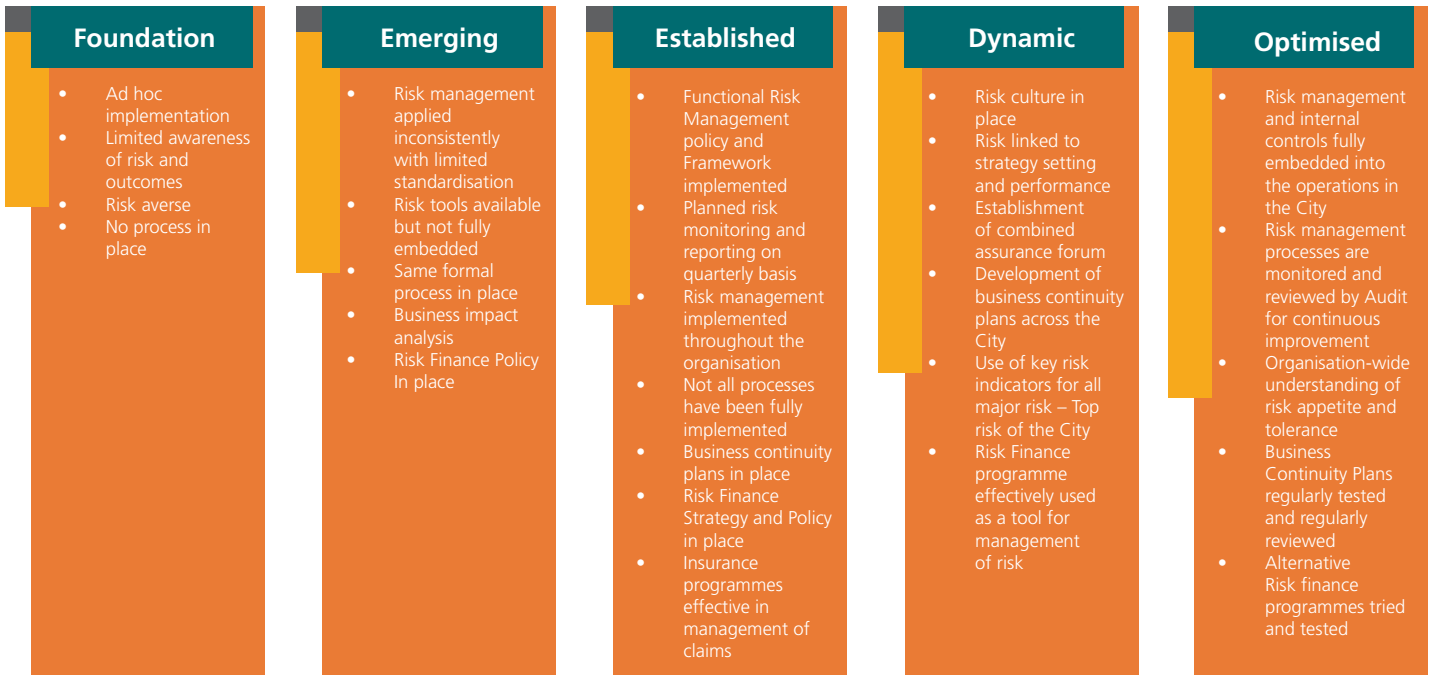 Foundation
• Ad hoc
implementation
• Limited awareness
of risk and
outcomes
• Risk averse
• No process in
place
Emerging
• Risk management
applied
inconsistently
with limited
standardisation
• Risk tools available
but not fully
embedded
• Same formal
process in place
• Business impact
analysis
• Risk Finance Policy
In place
Established
• Functional Risk
Management
policy and
Framework
implemented
• Planned risk
monitoring and
reporting on
quarterly basis
• Risk management
implemented
throughout the
organisation
• Not all processes
have been fully
implemented
• Business continuity
plans in place
• Risk Finance
Strategy and Policy
in place
• Insurance
programmes
effective in
management of
claims
Dynamic
• Risk culture in
place
• Risk linked to
strategy setting
and performance
• Establishment
of combined
assurance forum
• Development of
business continuity
plans across the
City
• Use of key risk
indicators for all
major risk – Top
risk of the City
• Risk Finance
programme
effectively used
as a tool for
management
of risk
Optimised
• Risk management
and internal
controls fully
embedded into
the operations in
the City
• Risk management
processes are
monitored and
reviewed by Audit
for continuous
improvement
• Organisation-wide
understanding of
risk appetite and
tolerance
• Business
Continuity Plans
regularly tested
and regularly
reviewed
• Alternative
Risk finance
programmes tried
and tested